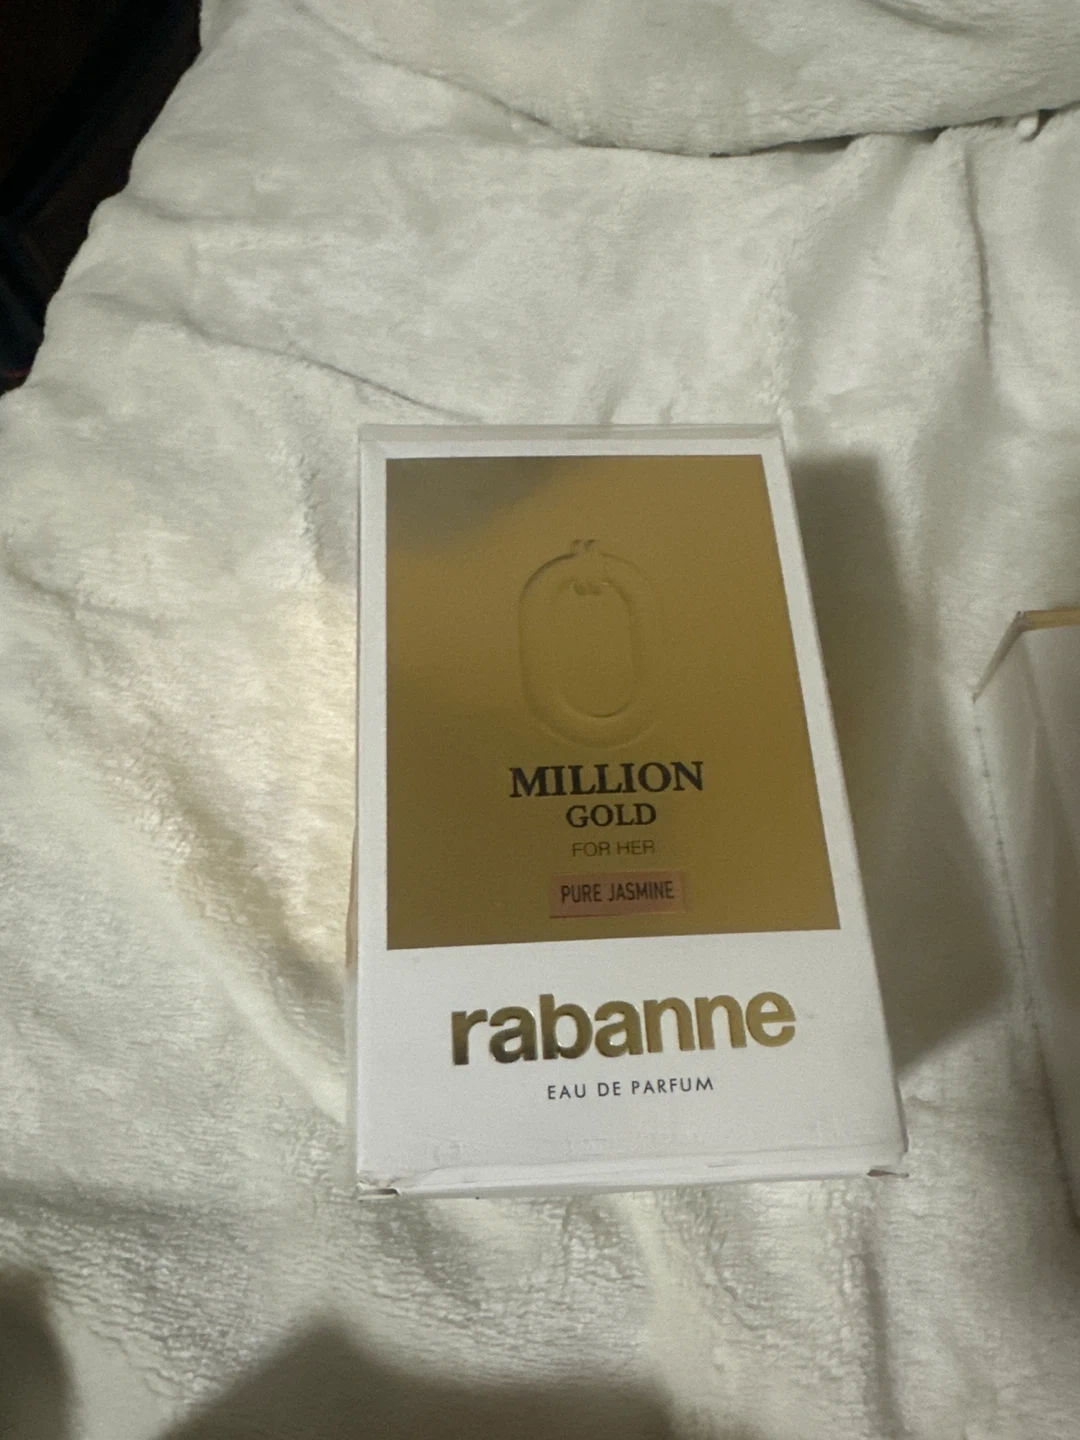 MILLION
GOLD
FOR HER
PURE JASMINE
rabanne
EAU DE PARFUM